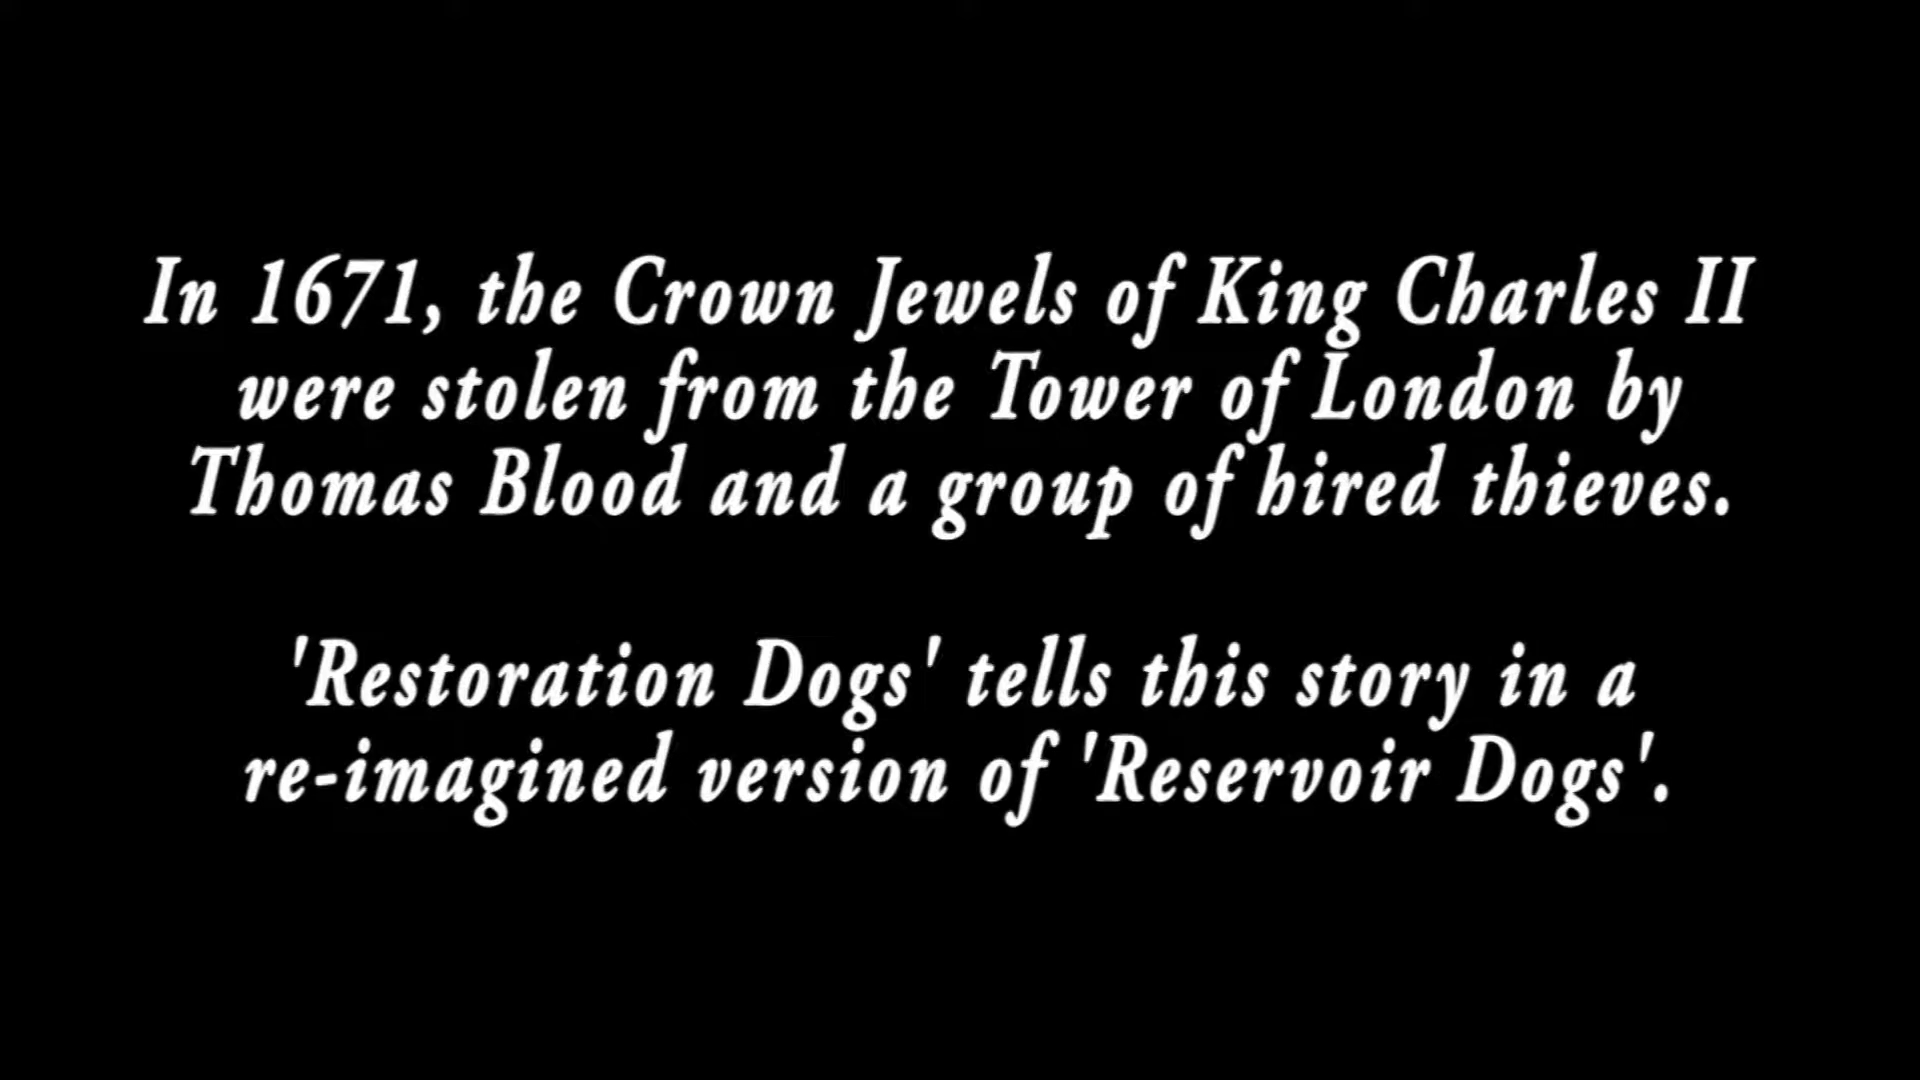 In 1671, the Crown Jewels of King Charles II
were stolen from the Tower of London by
Thomas Blood and a group of hired thieves.
'Restoration Dogs' tells this story in a
re-imagined version of 'Reservoir Dogs'.